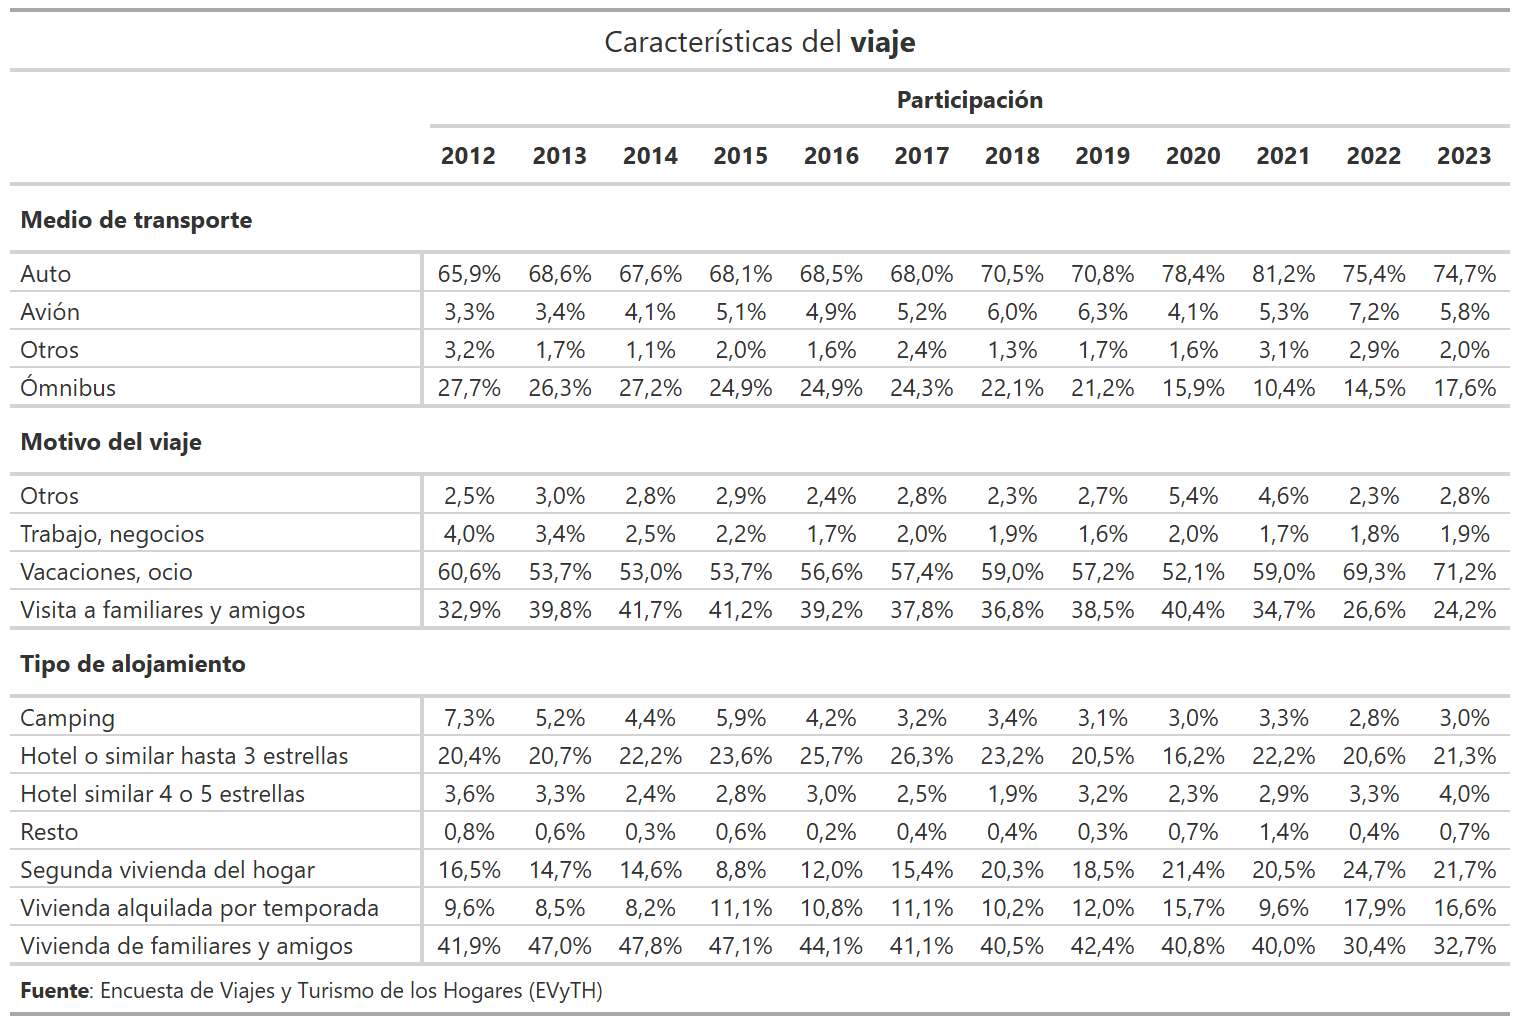 Características del viaje
Participación
2012 2013 2014 2015 2016 2017 2018 2019 2020 2021 2022 2023
Medio de transporte
Auto 65,9% 68,6% 67,6% 68,1% 68,5% 68,0% 70,5% 70,8% 78,4% 81,2% 75,4% 74,7%
Avión 3,3% 3,4% 4,1% 5,1% 4,9% 5,2% 6,0% 6,3% 4,1% 5,3% 7,2% 5,8%
Otros 3,2% 1,7% 1,1% 2,0% 1,6% 2,4% 1,3% 1,7% 1,6% 3,1% 2,9% 2,0%
Ómnibus 27,7% 26,3% 27,2% 24,9% 24,9% 24,3% 22,1% 21,2% 15,9% 10,4% 14,5% 17,6%
Motivo del viaje
Otros 2,5% 3,0% 2,8% 2,9% 2,4% 2,8% 2,3% 2,7% 5,4% 4,6% 2,3% 2,8%
Trabajo, negocios 4,0% 3,4% 2,5% 2,2% 1,7% 2,0% 1,9% 1,6% 2,0% 1,7% 1,8% 1,9%
Vacaciones, ocio 60,6% 53,7% 53,0% 53,7% 56,6% 57,4% 59,0% 57,2% 52,1% 59,0% 69,3% 71,2%
Visita a familiares y amigos 32,9% 39,8% 41,7% 41,2% 39,2% 37,8% 36,8% 38,5% 40,4% 34,7% 26,6% 24,2%
Tipo de alojamiento
Camping 7,3% 5,2% 4,4% 5,9% 4,2% 3,2% 3,4% 3,1% 3,0% 3,3% 2,8% 3,0%
Hotel o similar hasta 3 estrellas 20,4% 20,7% 22,2% 23,6% 25,7% 26,3% 23,2% 20,5% 16,2% 22,2% 20,6% 21,3%
Hotel similar 4 o 5 estrellas 3,6% 3,3% 2,4% 2,8% 3,0% 2,5% 1,9% 3,2% 2,3% 2,9% 3,3% 4,0%
Resto 0,8% 0,6% 0,3% 0,6% 0,2% 0,4% 0,4% 0,3% 0,7% 1,4% 0,4% 0,7%
Segunda vivienda del hogar 16,5% 14,7% 14,6% 8,8% 12,0% 15,4% 20,3% 18,5% 21,4% 20,5% 24,7% 21,7%
Vivienda alquilada por temporada 9,6% 8,5% 8,2% 11,1% 10,8% 11,1% 10,2% 12,0% 15,7% 9,6% 17,9% 16,6%
Vivienda de familiares y amigos 41,9% 47,0% 47,8% 47,1% 44,1% 41,1% 40,5% 42,4% 40,8% 40,0% 30,4% 32,7%
Fuente: Encuesta de Viajes y Turismo de los Hogares (EVyTH)